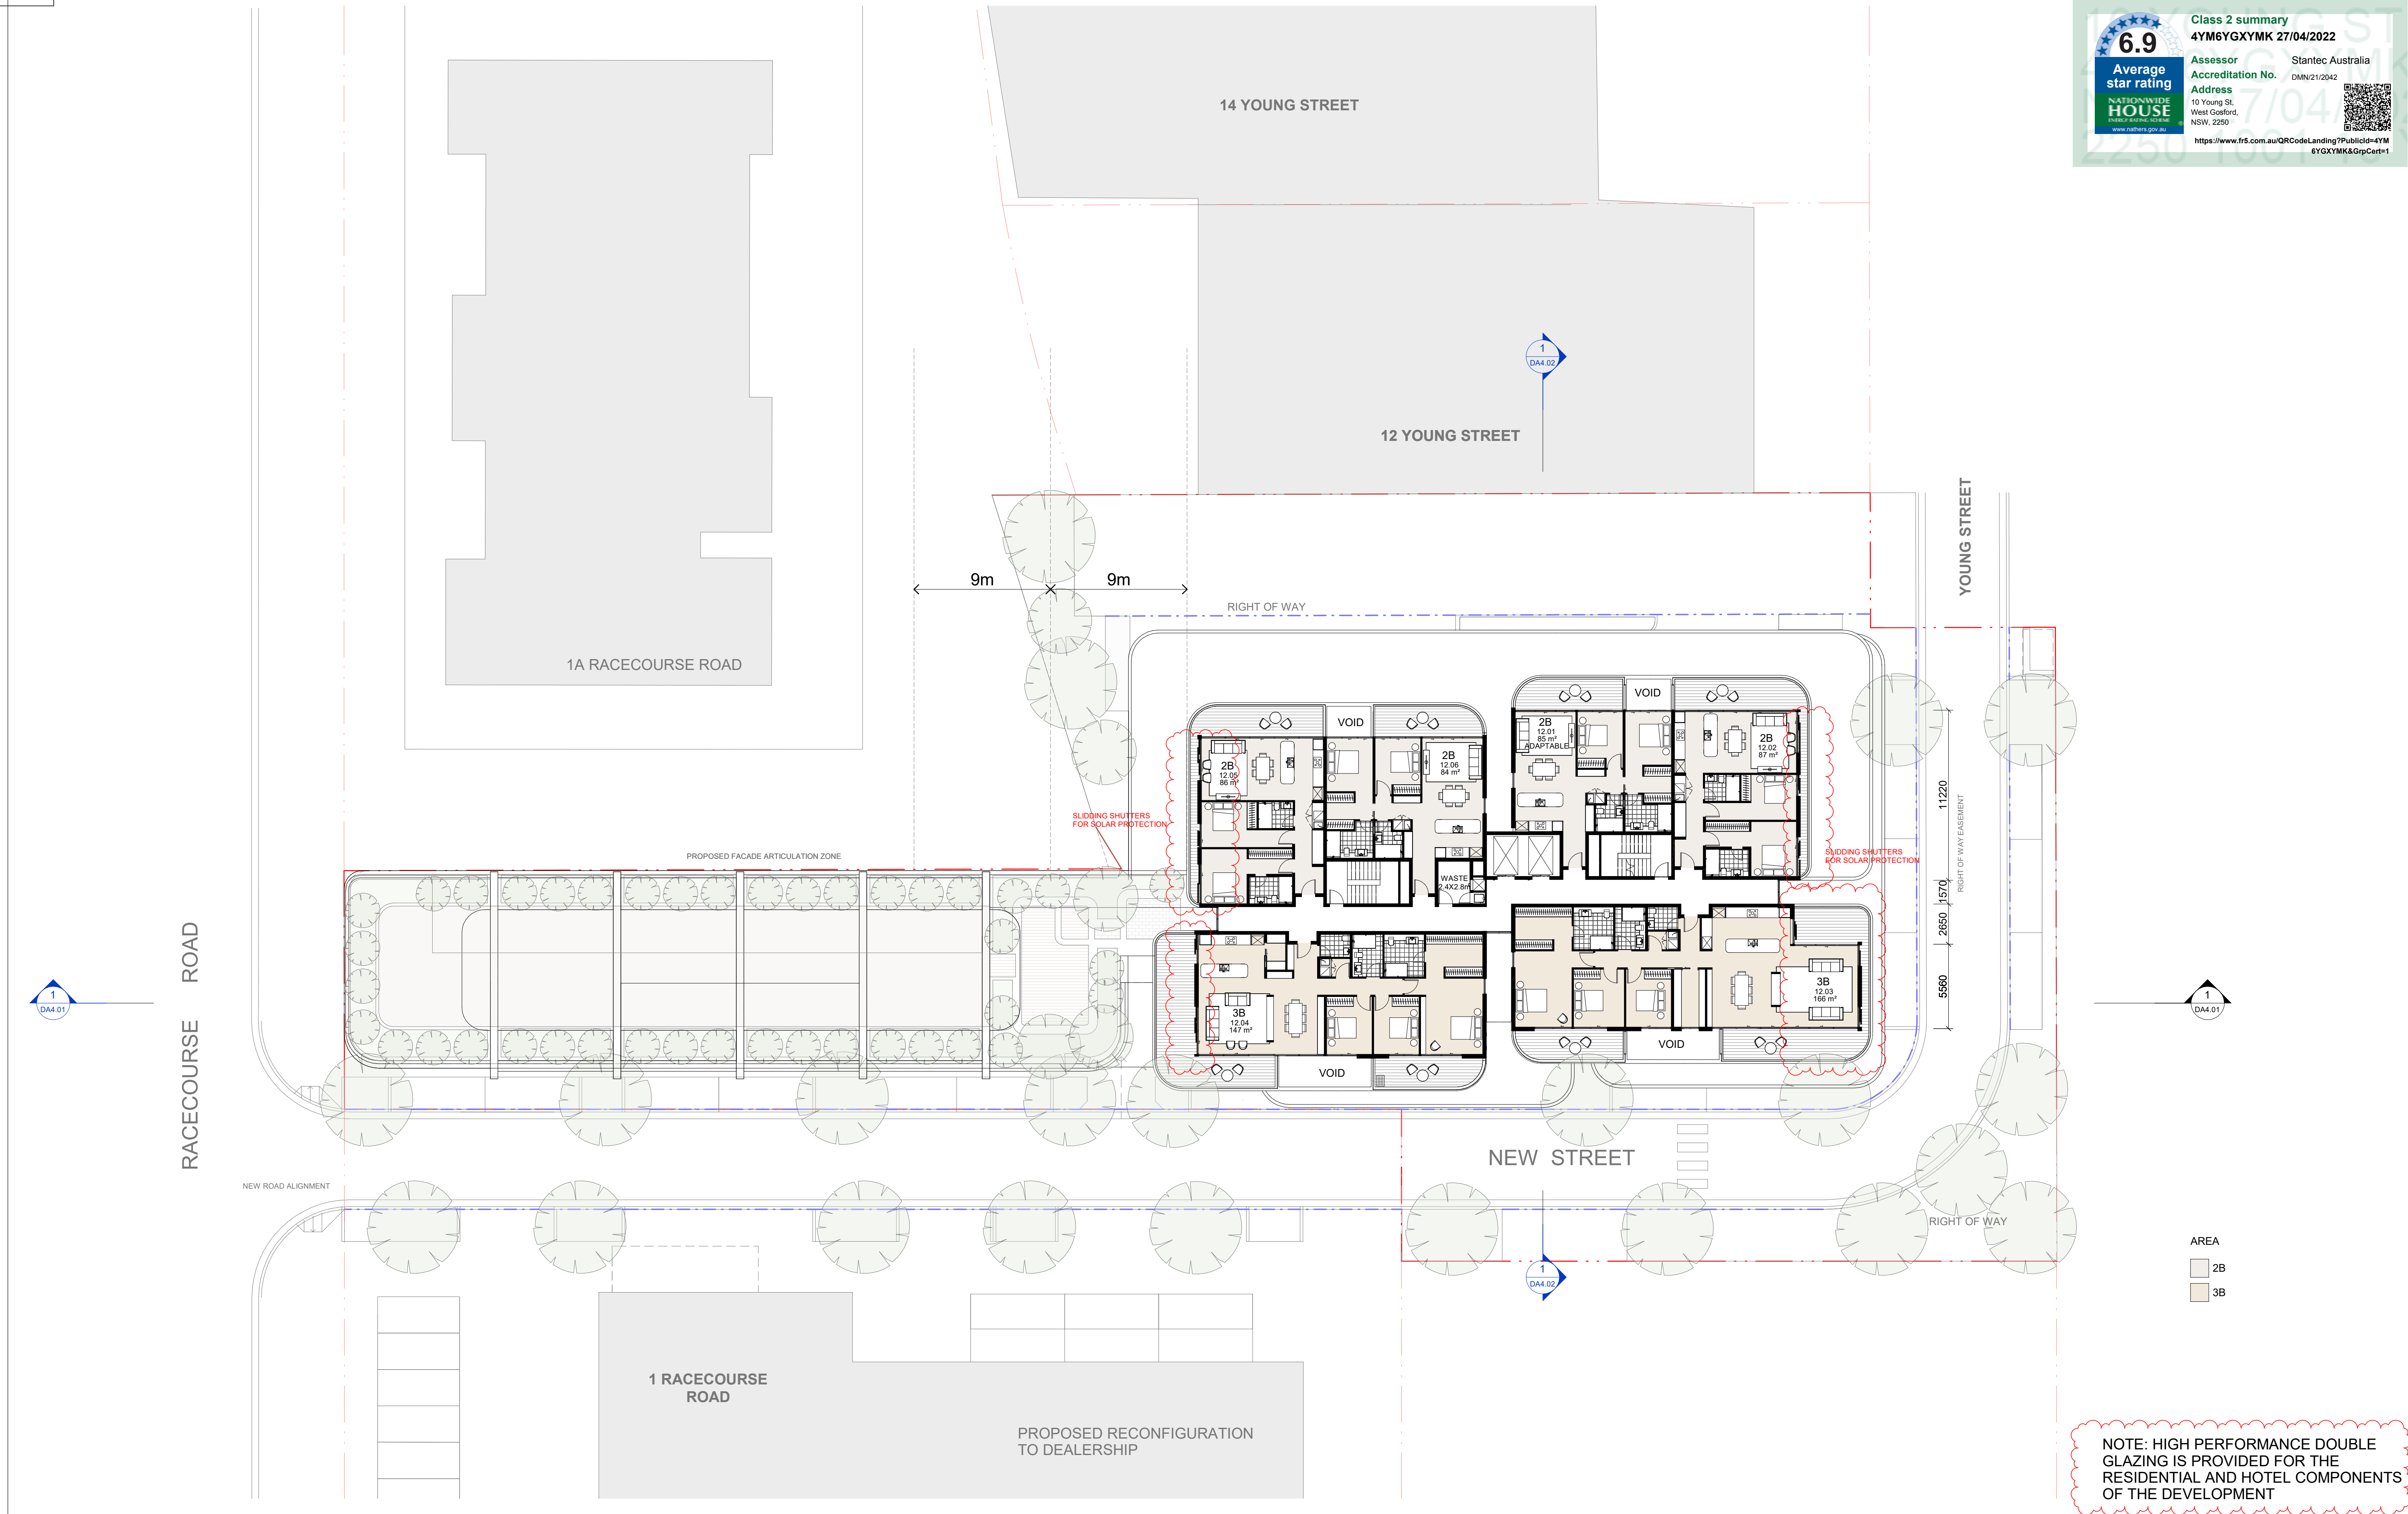 Class 2 summary
4YM6YGXYMK 27/04/2022
6.9
Average
star rating
NATIONWIDE
HOUSE
ENERGY RATING SCHEME
www.nathers.gov.au
Assessor Stantec Australia
Accreditation No. DMN/21/2042
Address
10 Young St,
West Gosford,
NSW, 2250
https://www.fr5.com.au/QRCodeLanding?PublicId=4YM
6YGXYMK&GrpCert=1
14 YOUNG STREET
1
DA4.02
12 YOUNG STREET
YOUNG STREET
9m 9m
RIGHT OF WAY
1A RACECOURSE ROAD
VOID
VOID
2B
12.01
85 m²
ADAPTABLE
2B
12.02
87 m²
2B
12.05
86 m²
2B
12.06
84 m²
11220
1570
2650
5560
RIGHT OF WAY EASEMENT
SLIDDING SHUTTERS
FOR SOLAR PROTECTION
SLIDDING SHUTTERS
FOR SOLAR PROTECTION
PROPOSED FACADE ARTICULATION ZONE
WASTE
2.4X2.8m
RACECOURSE ROAD
1
DA4.01
3B
12.04
147 m²
3B
12.03
166 m²
1
DA4.01
VOID
VOID
NEW STREET
NEW ROAD ALIGNMENT
RIGHT OF WAY
1
DA4.02
AREA
2B
3B
1 RACECOURSE
ROAD
PROPOSED RECONFIGURATION
TO DEALERSHIP
NOTE: HIGH PERFORMANCE DOUBLE
GLAZING IS PROVIDED FOR THE
RESIDENTIAL AND HOTEL COMPONENTS
OF THE DEVELOPMENT